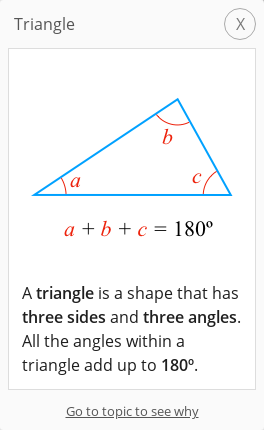 Triangle
X
b
a
c
a + b + c = 180º
A triangle is a shape that has
three sides and three angles.
All the angles within a
triangle add up to 180º.
Go to topic to see why